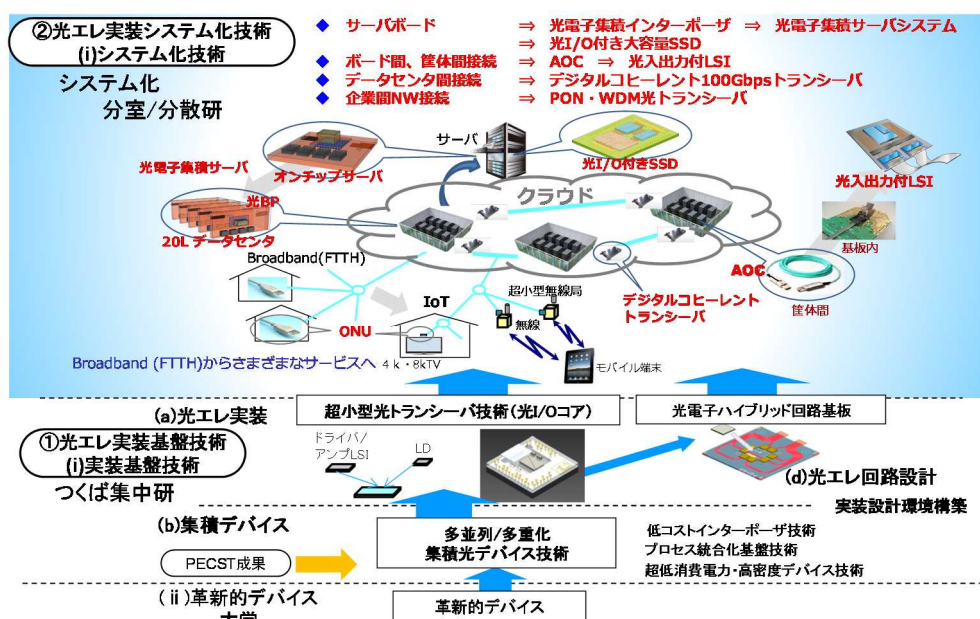 ②光エレ実装システム化技術
(i)システム化技術
システム化
分室/分散研
◆ サーバボード ⇒ 光電子集積インターポーザ ⇒ 光電子集積サーバシステム
⇒ 光I/O付き大容量SSD
◆ ボード間、筐体間接続 ⇒ AOC ⇒ 光入出力付LSI
◆ データセンタ間接続 ⇒ デジタルコヒーレント100Gbpsトランシーバ
◆ 企業間NW接続 ⇒ PON・WDM光トランシーバ
サーバ
光電子集積サーバ
オンチップサーバ
光I/O付きSSD
光入出力付LSI
クラウド
光BP
20L データセンタ
基板内
Broadband(FTTH)
AOC
筐体間
超小型無線局
IoT
デジタルコヒーレント
トランシーバ
無線
ONU
Broadband (FTTH)からさまざまなサービスへ
4k・8kTV
モバイル端末
(a)光エレ実装
超小型光トランシーバ技術(光I/Oコア)
光電子ハイブリッド回路基板
①光エレ実装基盤技術
(i)実装基盤技術
つくば集中研
ドライバ/
アンプLSI
LD
(d)光エレ回路設計
実装設計環境構築
(b)集積デバイス
多並列/多重化
集積光デバイス技術
低コストインターポーザ技術
プロセス統合化基盤技術
超低消費電力・高密度デバイス技術
PECST成果
(ii)革新的デバイス
革新的デバイス